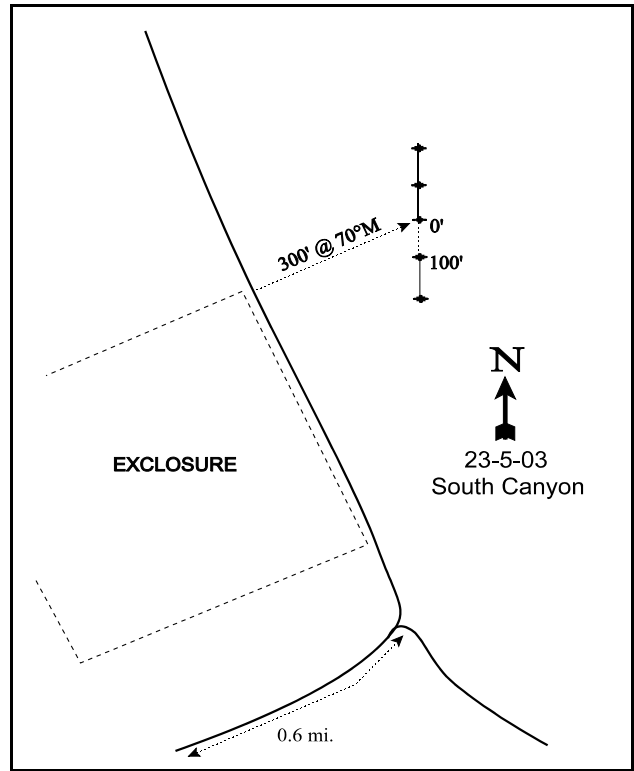 0'
300' @ 70°M
100'
N
23-5-03
South Canyon
EXCLOSURE
0.6 mi.